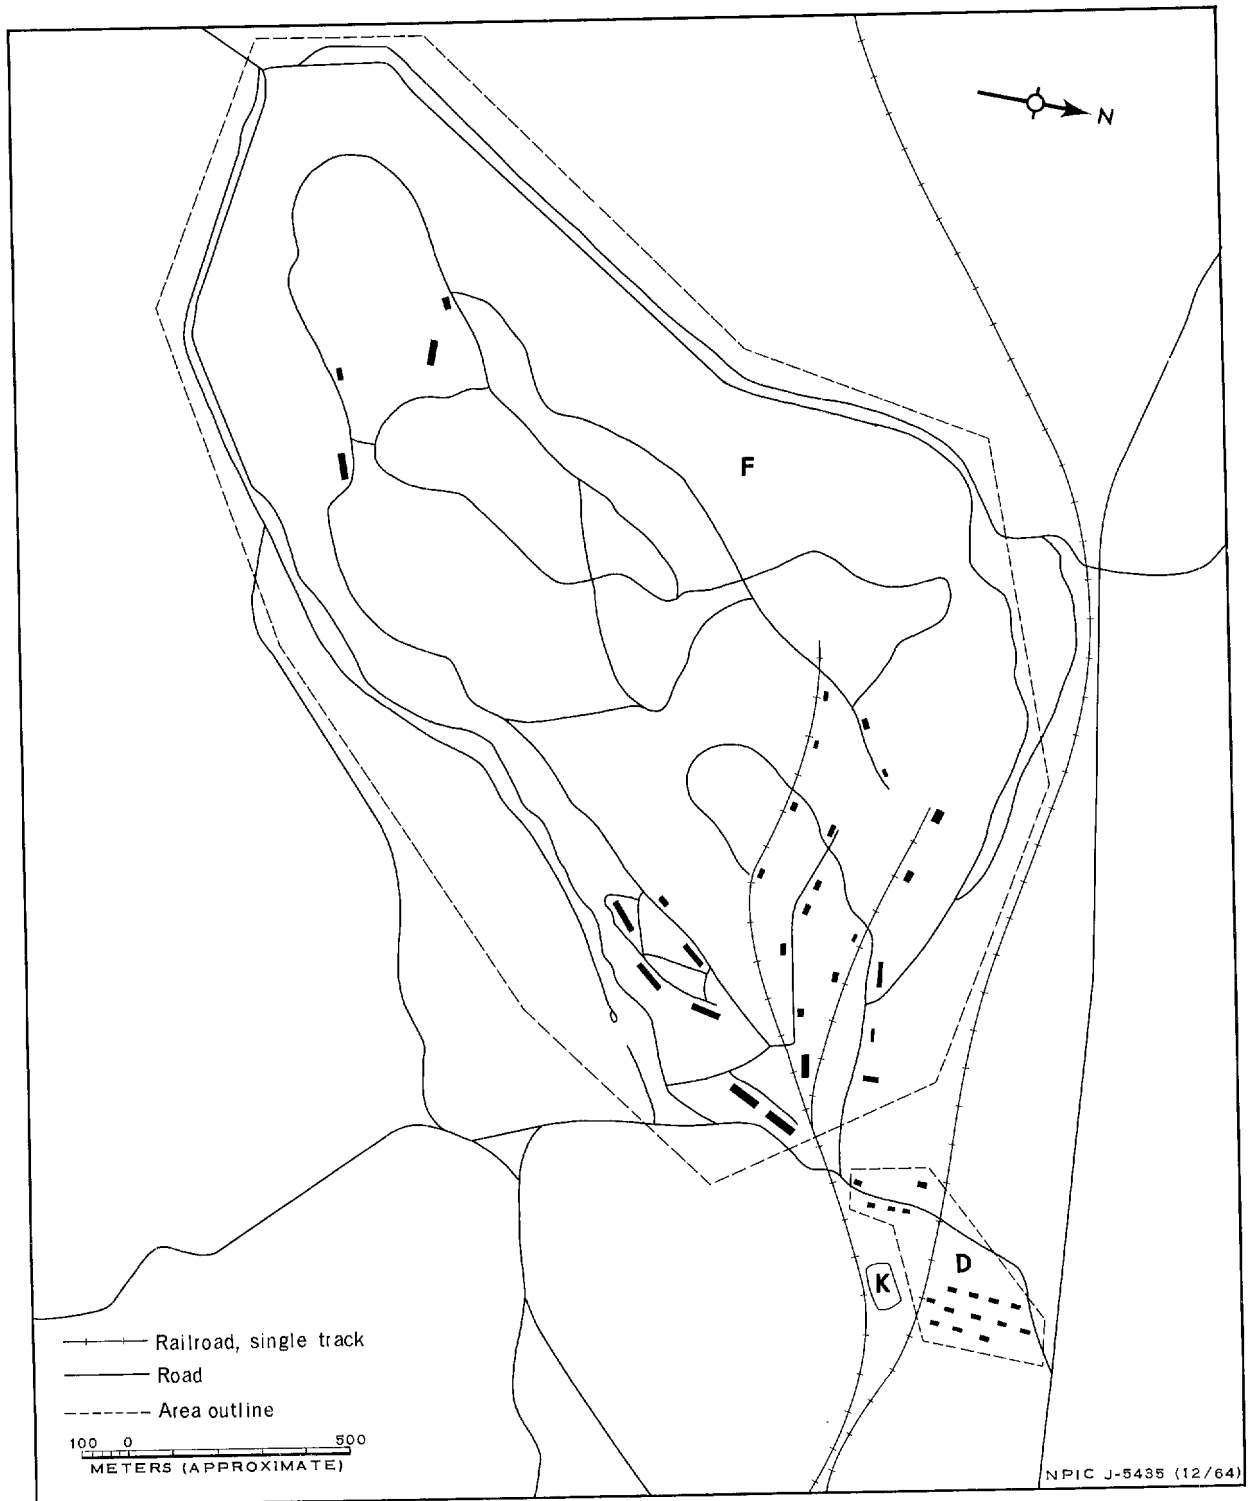 N
F
D
K
Railroad, single track
Road
Area outline
100 0 500
METERS (APPROXIMATE)
NPIC J-5435 (12/64)